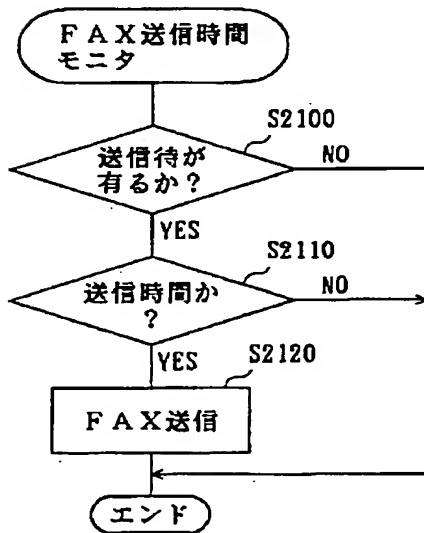 ＦＡＸ送信時間
モニタ
S2100
送信待が
有るか？
NO
YES
S2110
送信時間か
？
NO
YES
S2120
ＦＡＸ送信
エンド